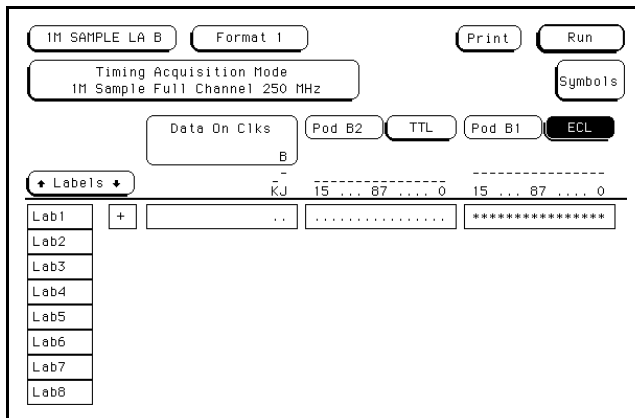 1M SAMPLE LA B Format 1 Print Run
Timing Acquisition Mode
1M Sample Full Channel 250 MHz
Symbols
Data On Clks Pod B2 TTL Pod B1 ECL
B
↑ Labels ↓
KJ 15 ... 87 .... 0 15 ... 87 .... 0
Lab1 + .. ................ ****************
Lab2
Lab3
Lab4
Lab5
Lab6
Lab7
Lab8